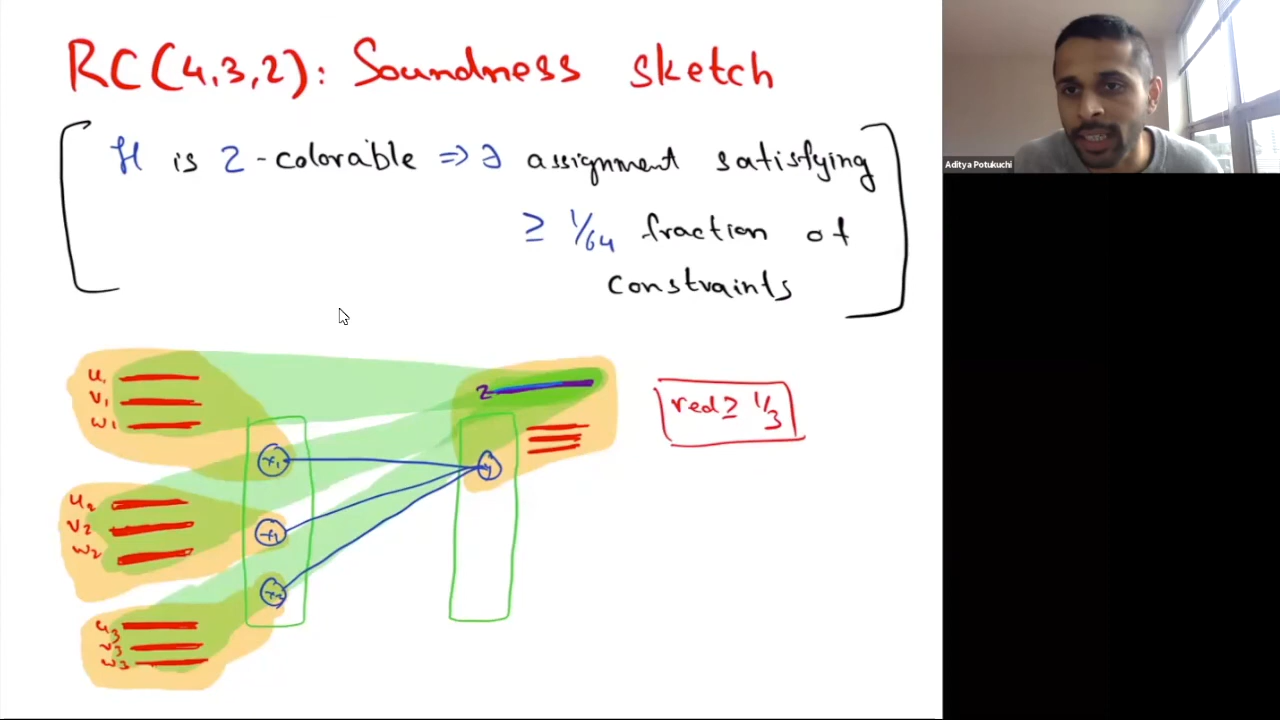 RC(4,3,2): Soundness sketch
H is 2-colorable => ∃ assignment satisfying
≥ 1/64 fraction of
constraints
Aditya Potukuchi
u1
v1
w1
x1
z
y
red ≥ 1/3
u2
v2
w2
u3
v3
w3